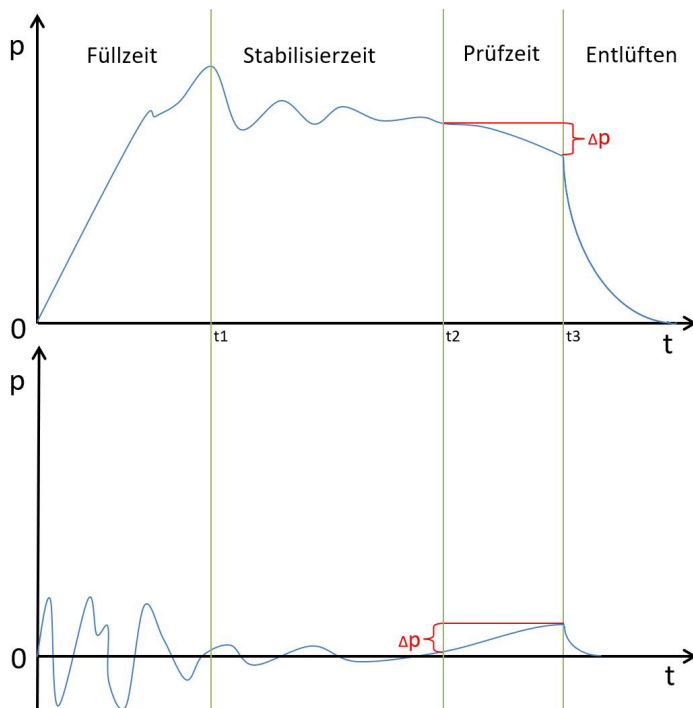 p
Füllzeit
Stabilisierzeit
Prüfzeit
Entlüften
Δp
0
t1
t2
t3
t
p
Δp
0
t